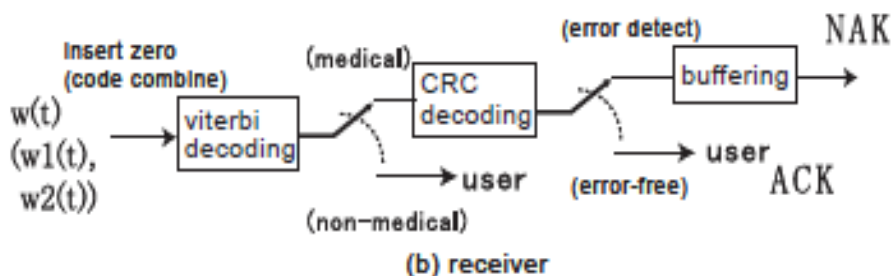 Insert zero
(code combine)
w(t)
(w1(t),
w2(t))
viterbi
decoding
(medical)
(non-medical)
user
CRC
decoding
(error detect)
(error-free)
user
ACK
buffering
NAK
(b) receiver